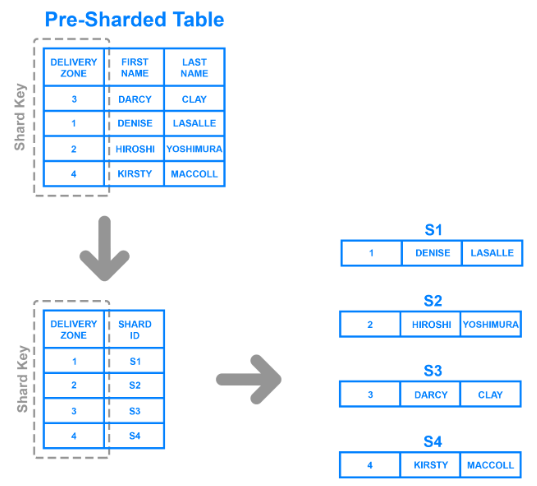 Pre-Sharded Table
Shard Key
DELIVERY ZONE FIRST NAME LAST NAME
3 DARCY CLAY
1 DENISE LASALLE
2 HIROSHI YOSHIMURA
4 KIRSTY MACCOLL
Shard Key
DELIVERY ZONE SHARD ID
1 S1
2 S2
3 S3
4 S4
S1
1 DENISE LASALLE
S2
2 HIROSHI YOSHIMURA
S3
3 DARCY CLAY
S4
4 KIRSTY MACCOLL